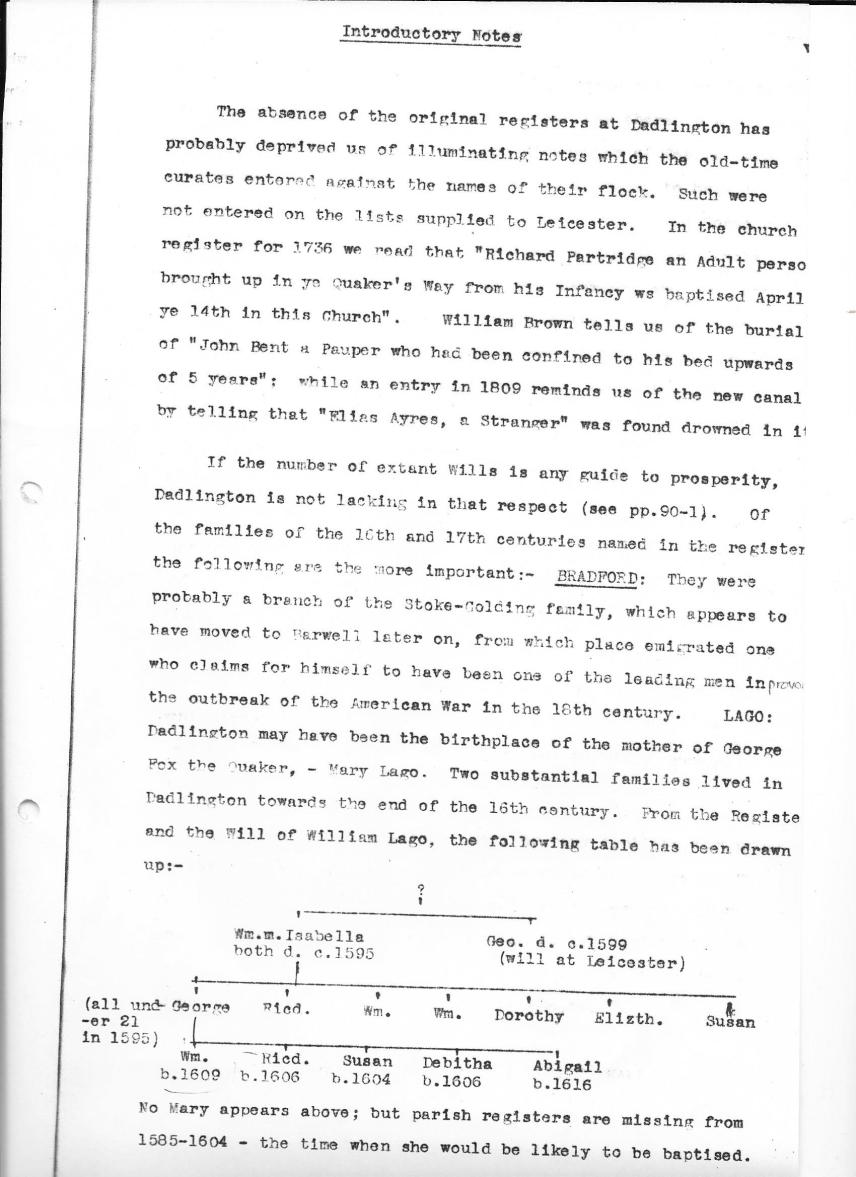 Introductory Notes
The absence of the original registers at Dadlington has
probably deprived us of illuminating notes which the old-time
curates entered against the names of their flock. Such were
not entered on the lists supplied to Leicester. In the church
register for 1736 we read that "Richard Partridge an Adult perso
brought up in ye Quaker's Way from his Infancy ws baptised April
ye 14th in this Church". William Brown tells us of the burial
of "John Bent a Pauper who had been confined to his bed upwards
of 5 years"; while an entry in 1809 reminds us of the new canal
by telling that "Elias Ayres, a Stranger" was found drowned in it
If the number of extant Wills is any guide to prosperity,
Dadlington is not lacking in that respect (see pp.90-1). Of
the families of the 16th and 17th centuries named in the register
the following are the more important:- BRADFORD: They were
probably a branch of the Stoke-Golding family, which appears to
have moved to Barwell later on, from which place emigrated one
who claims for himself to have been one of the leading men in
the outbreak of the American War in the 18th century. LAGO:
Dadlington may have been the birthplace of the mother of George
Fox the Quaker, - Mary Lago. Two substantial families lived in
Dadlington towards the end of the 16th century. From the Registe
and the Will of William Lago, the following table has been drawn
up:-
?
Wm.m.Isabella Geo. d. c.1599
both d. c.1595 (will at Leicester)
(all und- George Ricd. Wm. Wm. Dorothy Elizth. Susan
-er 21
in 1595)
Wm. Ricd. Susan Debitha Abigail
b.1609 b.1606 b.1604 b.1606 b.1616
No Mary appears above; but parish registers are missing from
1585-1604 - the time when she would be likely to be baptised.